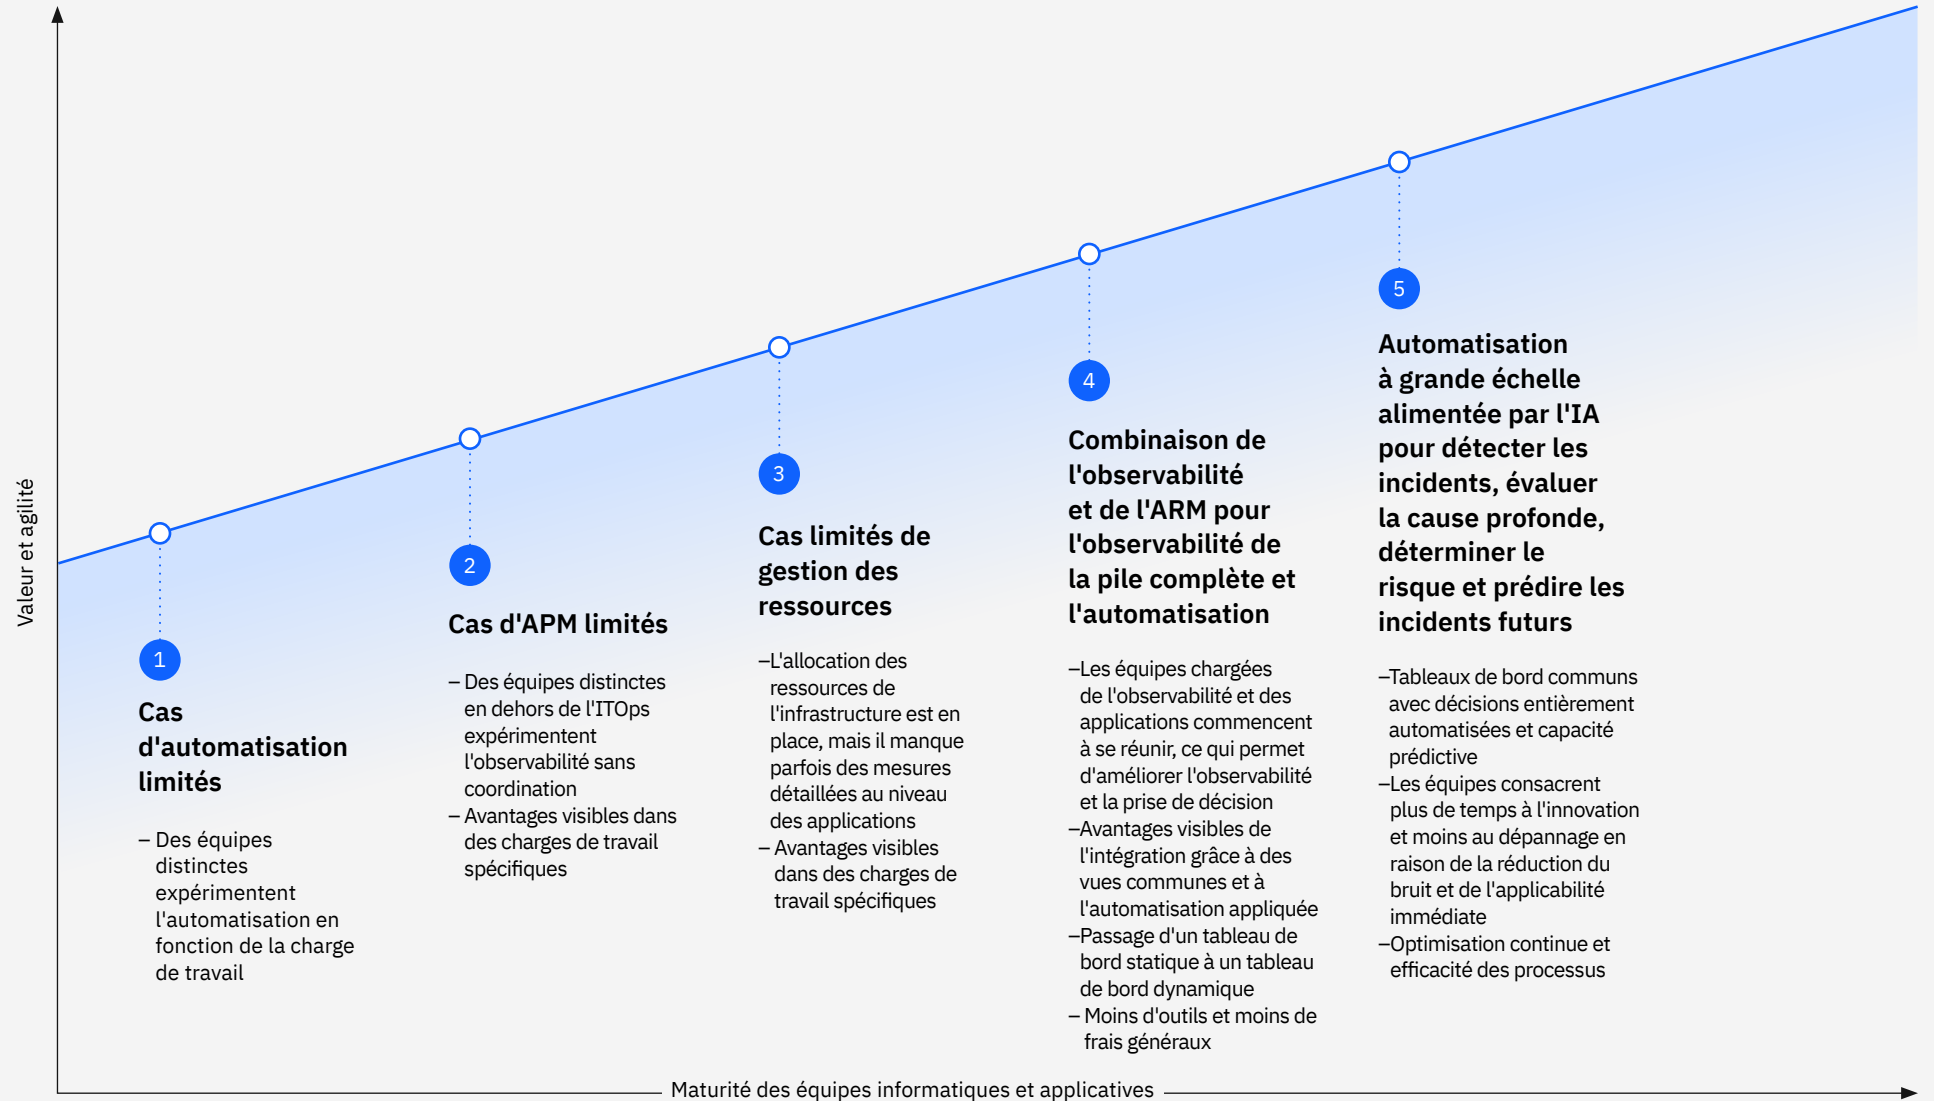 Valeur et agilité
1
Cas
d'automatisation
limités
– Des équipes
distinctes
expérimentent
l'automatisation en
fonction de la charge
de travail
2
Cas d'APM limités
– Des équipes distinctes
en dehors de l'ITOps
expérimentent
l'observabilité sans
coordination
– Avantages visibles dans
des charges de travail
spécifiques
3
Cas limités de
gestion des
ressources
–L'allocation des
ressources de
l'infrastructure est en
place, mais il manque
parfois des mesures
détaillées au niveau
des applications
– Avantages visibles
dans des charges de
travail spécifiques
4
Combinaison de
l'observabilité
et de l'ARM pour
l'observabilité de
la pile complète et
l'automatisation
–Les équipes chargées
de l'observabilité et des
applications commencent
à se réunir, ce qui permet
d'améliorer l'observabilité
et la prise de décision
–Avantages visibles de
l'intégration grâce à des
vues communes et à
l'automatisation appliquée
–Passage d'un tableau de
bord statique à un tableau
de bord dynamique
– Moins d'outils et moins de
frais généraux
5
Automatisation
à grande échelle
alimentée par l'IA
pour détecter les
incidents, évaluer
la cause profonde,
déterminer le
risque et prédire les
incidents futurs
–Tableaux de bord communs
avec décisions entièrement
automatisées et capacité
prédictive
–Les équipes consacrent
plus de temps à l'innovation
et moins au dépannage en
raison de la réduction du
bruit et de l'applicabilité
immédiate
–Optimisation continue et
efficacité des processus
Maturité des équipes informatiques et applicatives